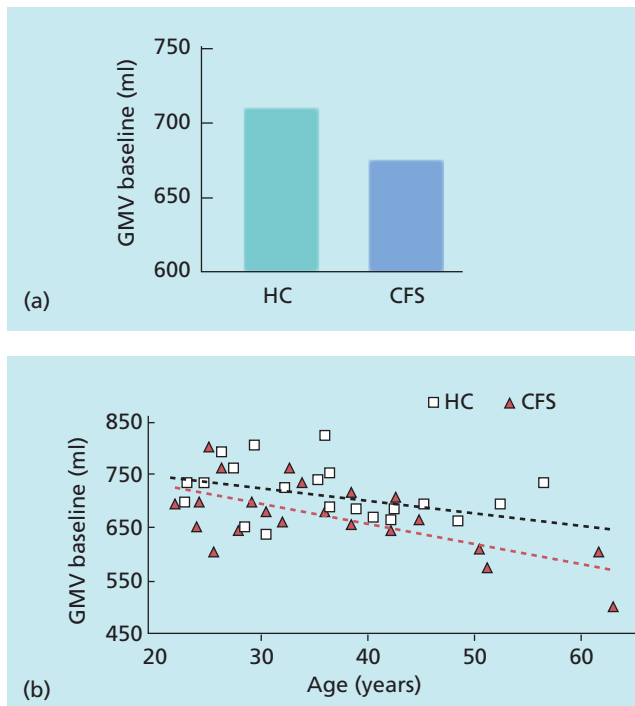 750
700
650
600
GMV baseline (ml)
HC CFS
(a)
HC CFS
850
750
650
550
450
GMV baseline (ml)
20 30 40 50 60
Age (years)
(b)